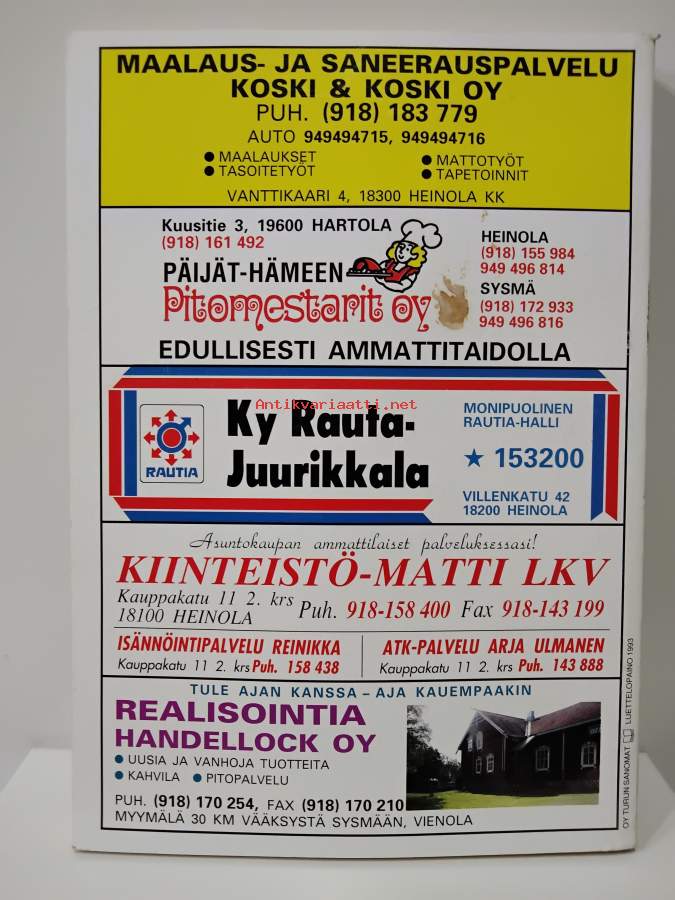 MAALAUS- JA SANEERAUSPALVELU
KOSKI & KOSKI OY
PUH. (918) 183 779
AUTO 949494715, 949494716
● MAALAUKSET
● TASOITETYÖT
● MATTOTYÖT
● TAPETOINNIT
VANTTIKAARI 4, 18300 HEINOLA KK
Kuusitie 3, 19600 HARTOLA
(918) 161 492
PÄIJÄT-HÄMEEN
Pitomestarit oy
HEINOLA
(918) 155 984
949 496 814
SYSMÄ
(918) 172 933
949 496 816
EDULLISESTI AMMATTITAIDOLLA
RAUTIA
Ky Rauta-
Juurikkala
Antikvariaatti.net
MONIPUOLINEN
RAUTIA-HALLI
★ 153200
VILLENKATU 42
18200 HEINOLA
Asuntokaupan ammattilaiset palveluksessasi!
KIINTEISTÖ-MATTI LKV
Kauppakatu 11 2. krs
18100 HEINOLA
Puh. 918-158 400 Fax 918-143 199
ISÄNNÖINTIPALVELU REINIKKA
Kauppakatu 11 2. krs Puh. 158 438
ATK-PALVELU ARJA ULMANEN
Kauppakatu 11 2. krs Puh. 143 888
TULE AJAN KANSSA – AJA KAUEMPAAKIN
REALISOINTIA
HANDELLOCK OY
● UUSIA JA VANHOJA TUOTTEITA
● KAHVILA ● PITOPALVELU
PUH. (918) 170 254, FAX (918) 170 210
MYYMÄLÄ 30 KM VÄÄKSYSTÄ SYSMÄÄN, VIENOLA
OY TURUN SANOMAT LUETTELOPAINO 1993